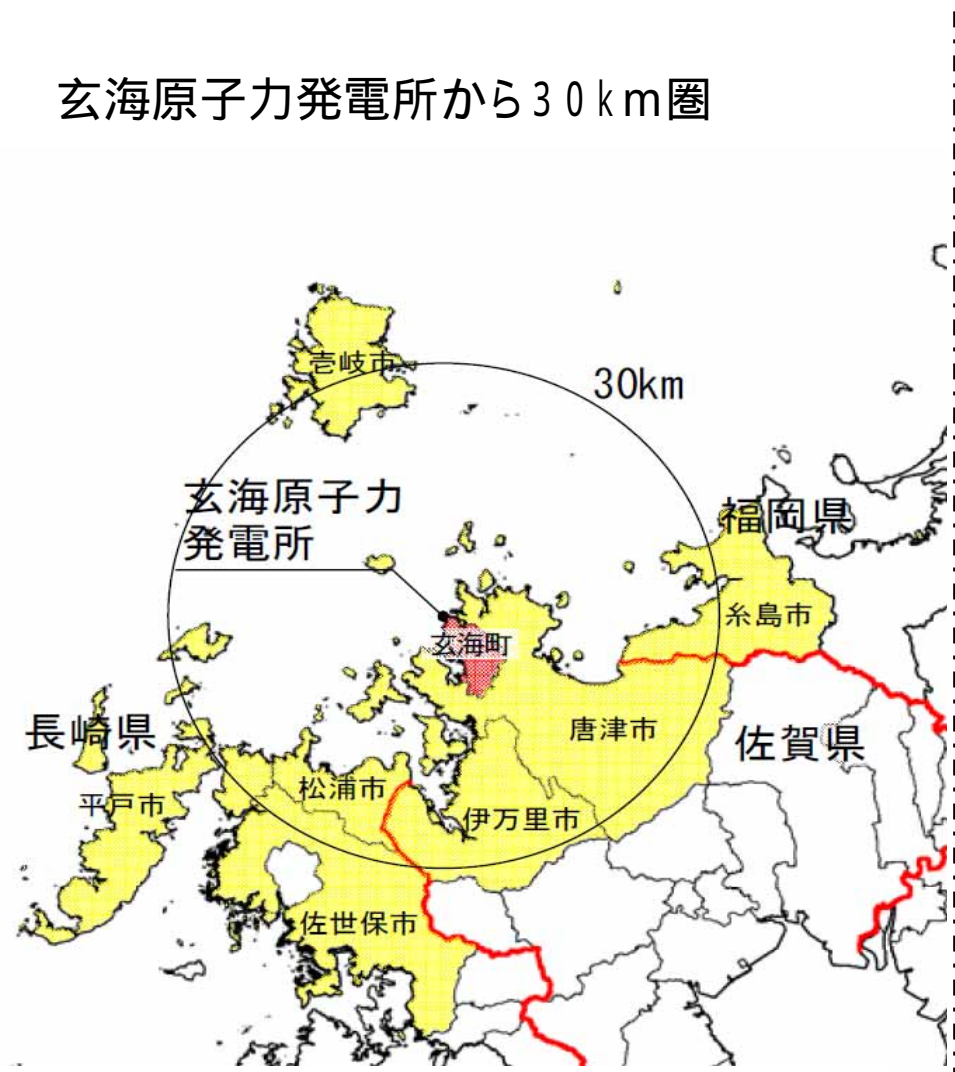 玄海原子力発電所から30km圏
壱岐市
30km
玄海原子力
発電所
福岡県
糸島市
玄海町
長崎県
唐津市
佐賀県
平戸市
松浦市
伊万里市
佐世保市